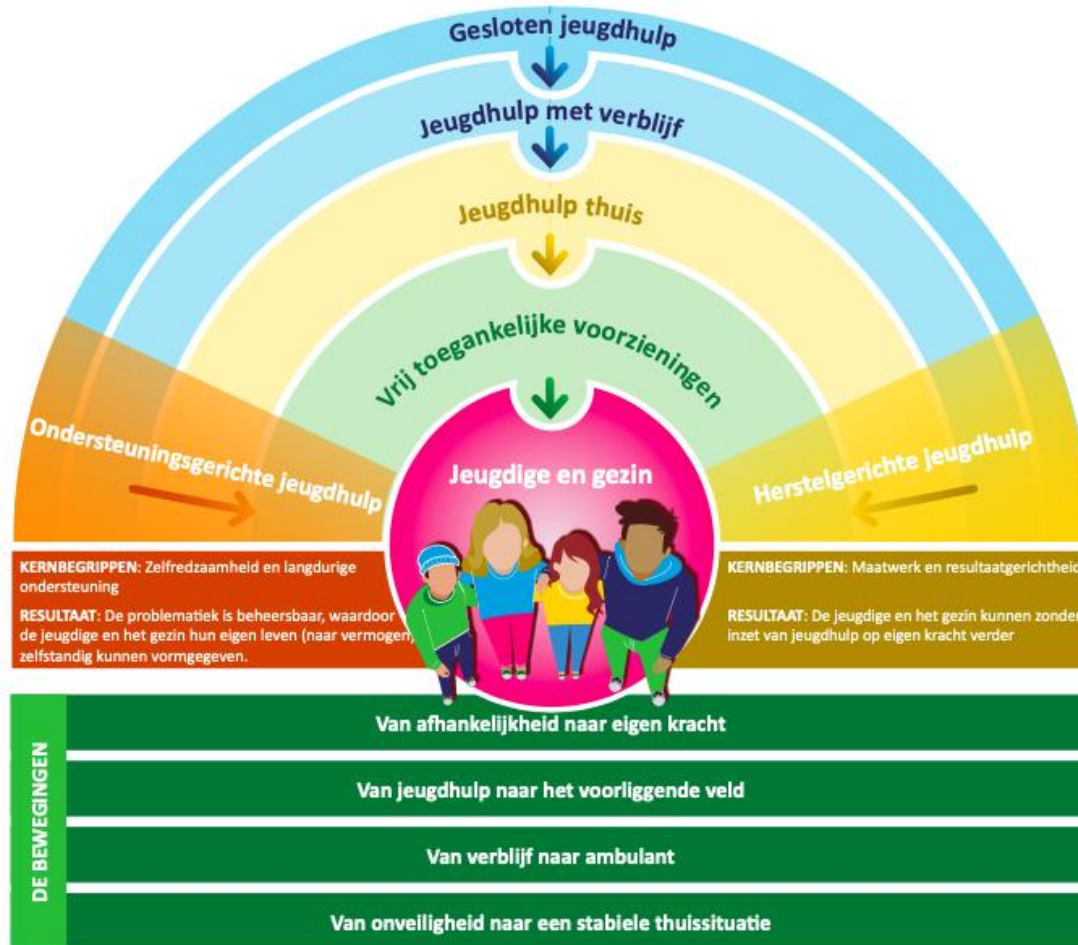 Gesloten jeugdhulp
Jeugdhulp met verblijf
Jeugdhulp thuis
Vrij toegankelijke voorzieningen
Ondersteuningsgerichte jeugdhulp
Jeugdige en gezin
Herstelgerichte jeugdhulp
KERNBEGRIPPEN: Zelfredzaamheid en langdurige
ondersteuning
RESULTAAT: De problematiek is beheersbaar, waardoor
de jeugdige en het gezin hun eigen leven (naar vermogen)
zelfstandig kunnen vormgegeven.
KERNBEGRIPPEN: Maatwerk en resultaatgerichtheid
RESULTAAT: De jeugdige en het gezin kunnen zonder
inzet van jeugdhulp op eigen kracht verder
DE BEWEGINGEN
Van afhankelijkheid naar eigen kracht
Van jeugdhulp naar het voorliggende veld
Van verblijf naar ambulant
Van onveiligheid naar een stabiele thuissituatie